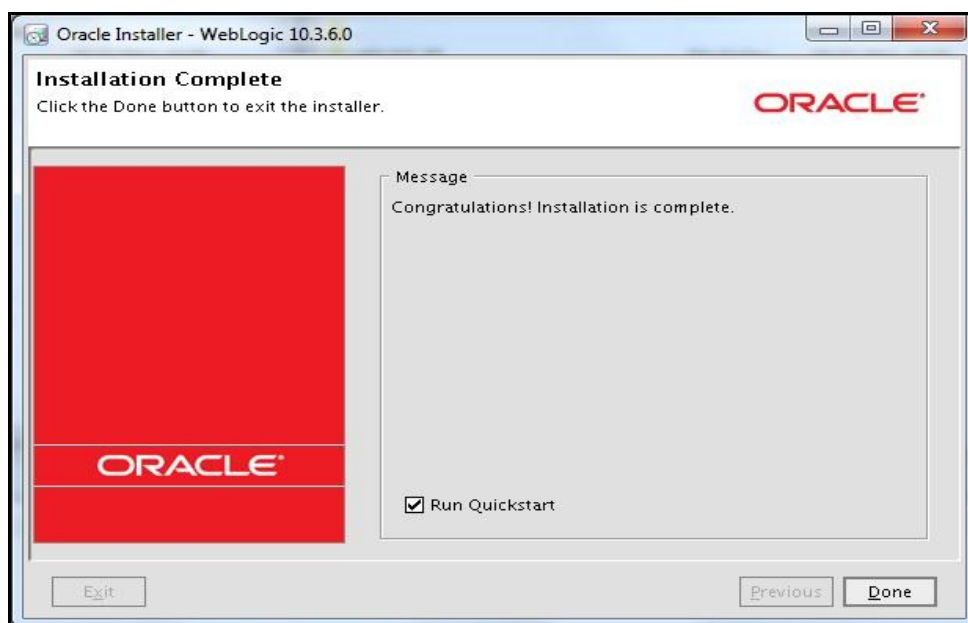 Oracle Installer - WebLogic 10.3.6.0
Installation Complete
Click the Done button to exit the installer.
ORACLE®
Message
Congratulations! Installation is complete.
ORACLE®
Run Quickstart
Exit
Previous
Done